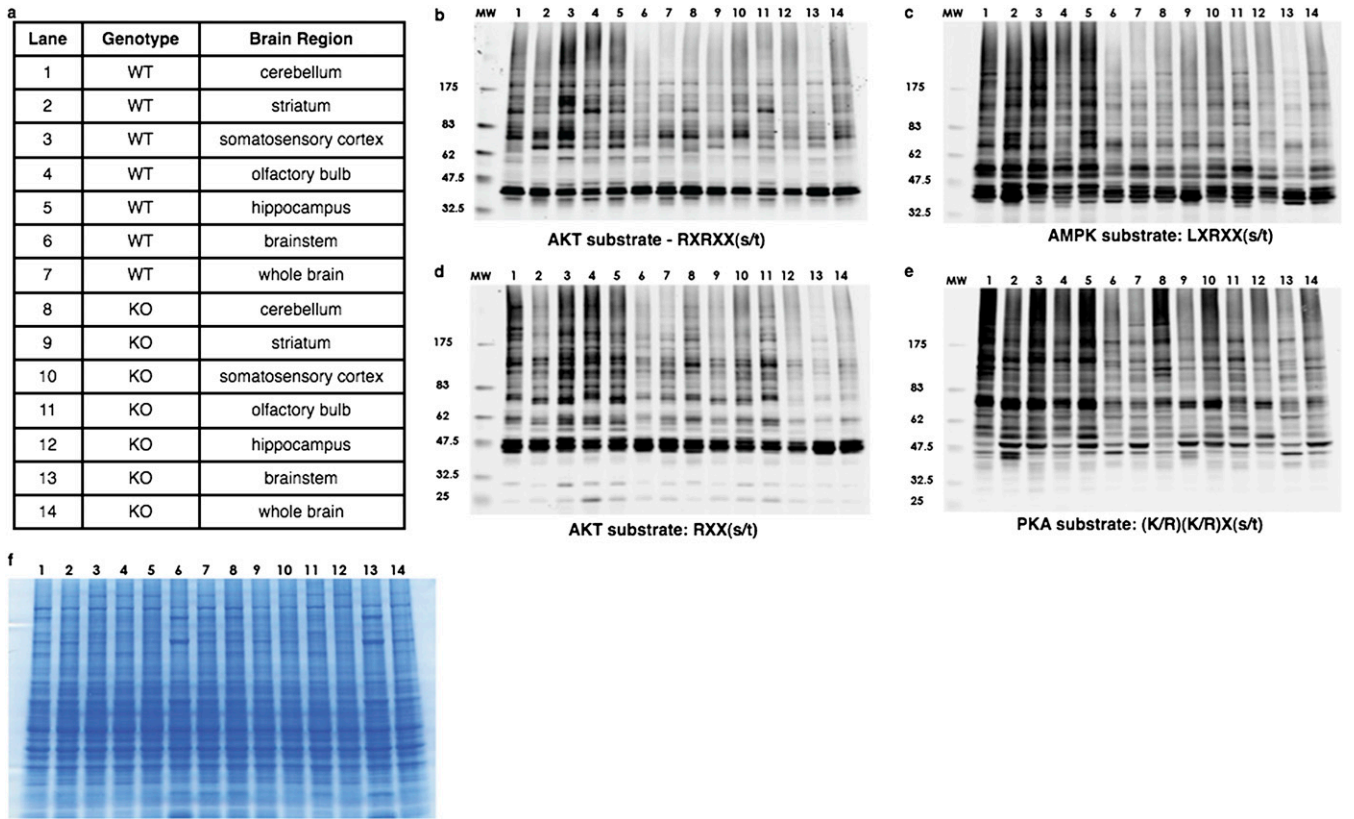 a
Lane Genotype Brain Region
1 WT cerebellum
2 WT striatum
3 WT somatosensory cortex
4 WT olfactory bulb
5 WT hippocampus
6 WT brainstem
7 WT whole brain
8 KO cerebellum
9 KO striatum
10 KO somatosensory cortex
11 KO olfactory bulb
12 KO hippocampus
13 KO brainstem
14 KO whole brain
b
MW 1 2 3 4 5 6 7 8 9 10 11 12 13 14
175
83
62
47.5
32.5
AKT substrate - RXRXX(s/t)
c
MW 1 2 3 4 5 6 7 8 9 10 11 12 13 14
175
83
62
47.5
32.5
AMPK substrate: LXRXX(s/t)
d
MW 1 2 3 4 5 6 7 8 9 10 11 12 13 14
175
83
62
47.5
32.5
25
AKT substrate: RXX(s/t)
e
MW 1 2 3 4 5 6 7 8 9 10 11 12 13 14
175
83
62
47.5
32.5
25
PKA substrate: (K/R)(K/R)X(s/t)
f
1 2 3 4 5 6 7 8 9 10 11 12 13 14